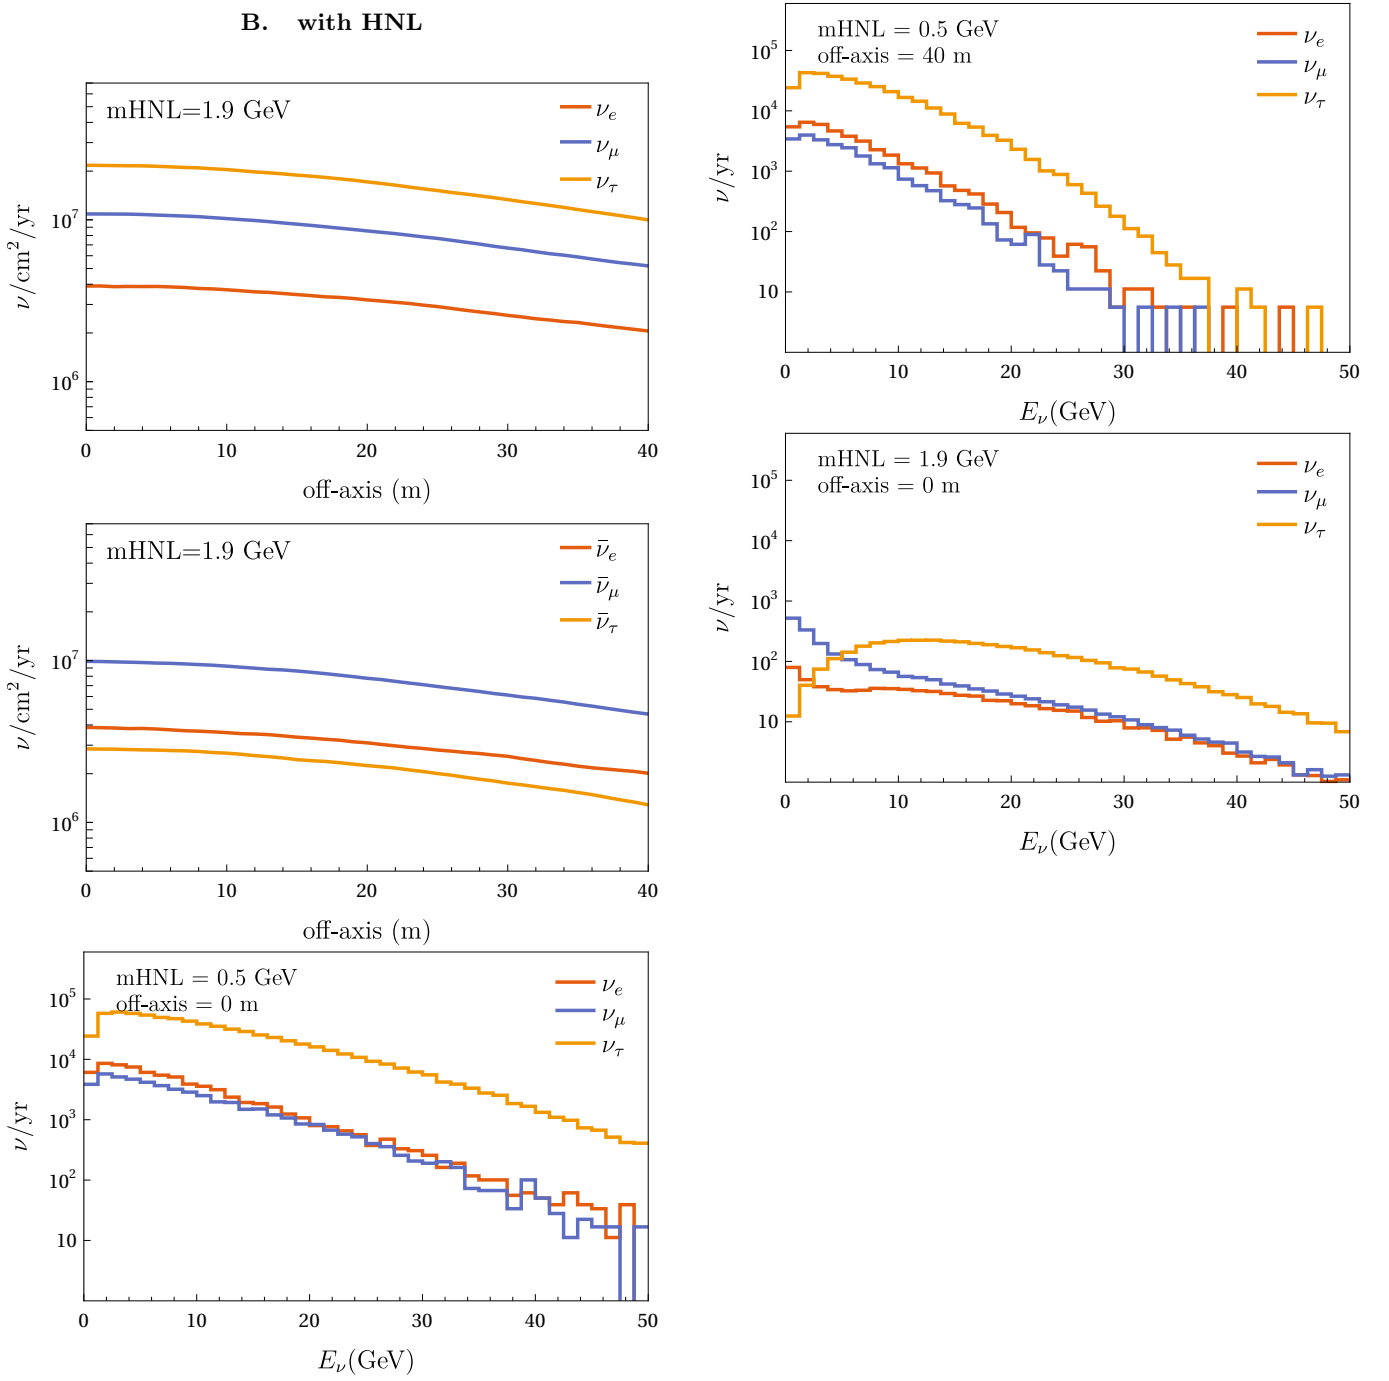 B. with HNL
mHNL=1.9 GeV
νe
νμ
ντ
ν/cm²/yr
10⁷
10⁶
0 10 20 30 40
off-axis (m)
mHNL=1.9 GeV
ν̄e
ν̄μ
ν̄τ
ν/cm²/yr
10⁷
10⁶
0 10 20 30 40
off-axis (m)
mHNL = 0.5 GeV
off-axis = 0 m
νe
νμ
ντ
ν/yr
10⁵
10⁴
10³
10²
10
0 10 20 30 40 50
Eν(GeV)
mHNL = 0.5 GeV
off-axis = 40 m
νe
νμ
ντ
ν/yr
10⁵
10⁴
10³
10²
10
0 10 20 30 40 50
Eν(GeV)
mHNL = 1.9 GeV
off-axis = 0 m
νe
νμ
ντ
ν/yr
10⁵
10⁴
10³
10²
10
0 10 20 30 40 50
Eν(GeV)